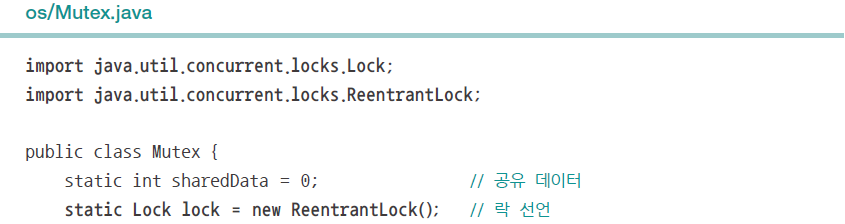 os/Mutex.java
import java.util.concurrent.locks.Lock;
import java.util.concurrent.locks.ReentrantLock;
public class Mutex {
static int sharedData = 0; // 공유 데이터
static Lock lock = new ReentrantLock(); // 락 선언